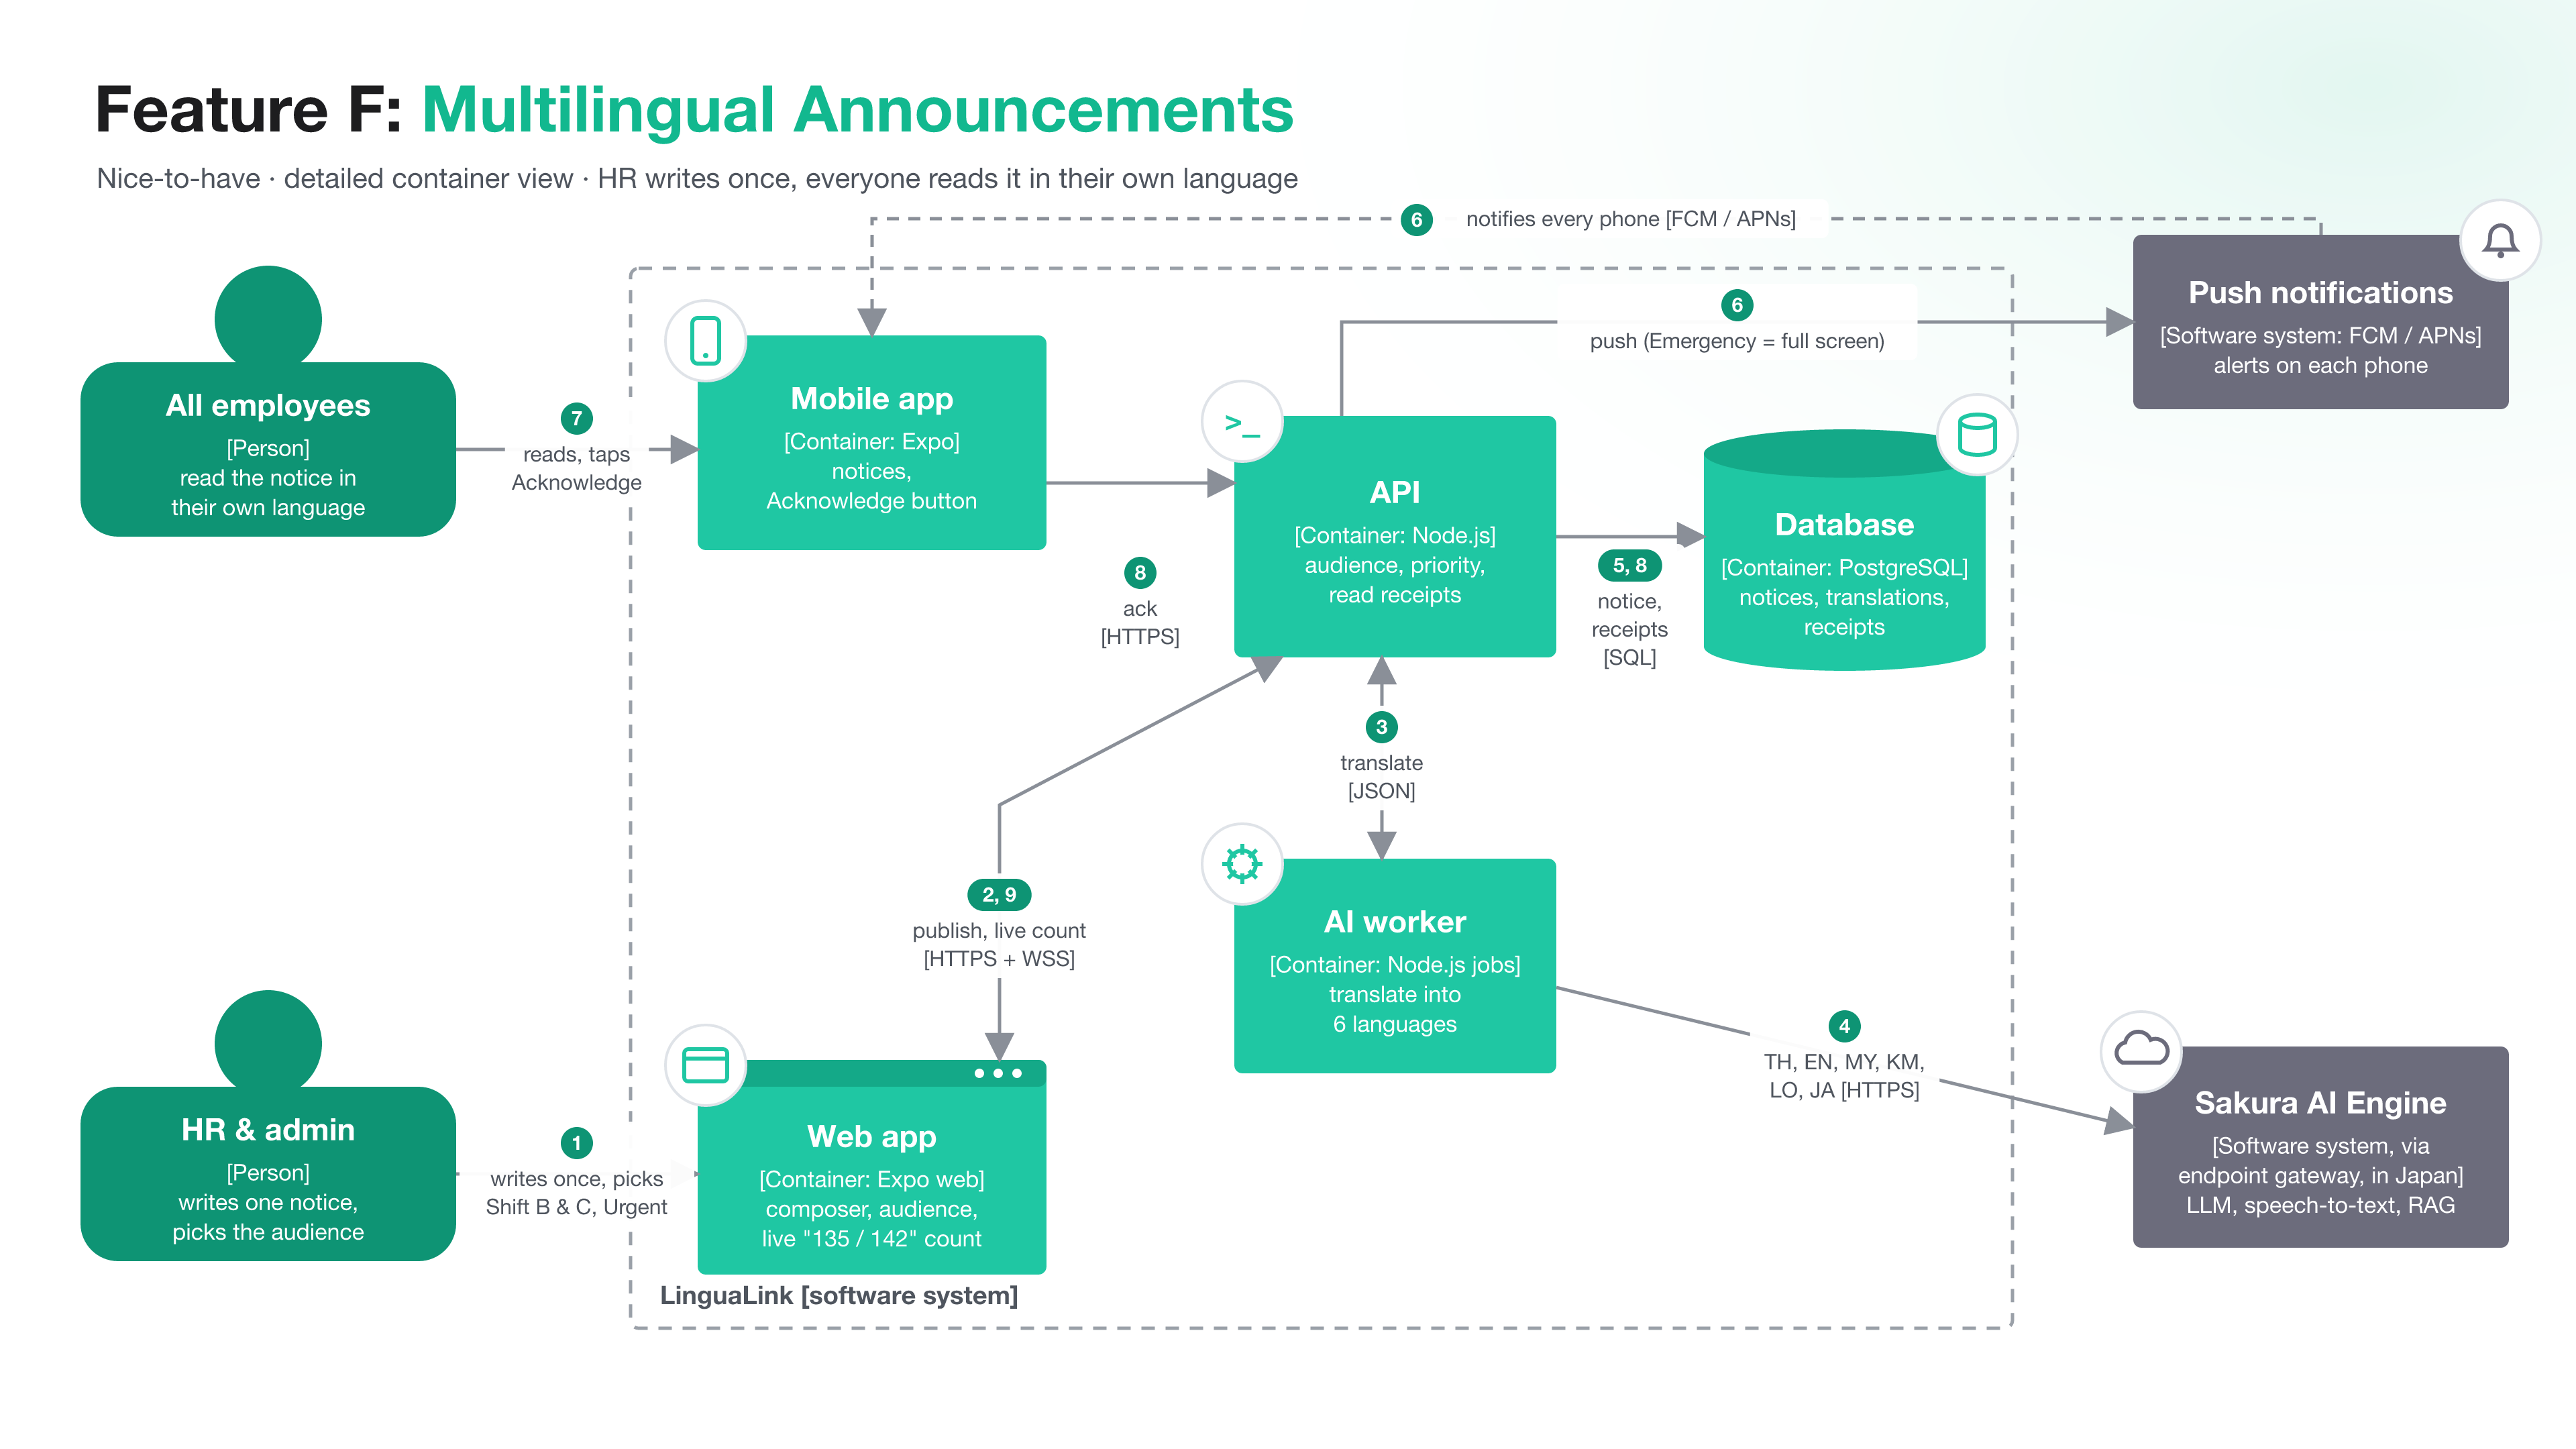 Feature F: Multilingual Announcements
Nice-to-have · detailed container view · HR writes once, everyone reads it in their own language
6 notifies every phone [FCM / APNs]
Push notifications
[Software system: FCM / APNs]
alerts on each phone
6
push (Emergency = full screen)
All employees
[Person]
read the notice in
their own language
7
reads, taps
Acknowledge
Mobile app
[Container: Expo]
notices,
Acknowledge button
8
ack
[HTTPS]
>_
API
[Container: Node.js]
audience, priority,
read receipts
5, 8
notice,
receipts
[SQL]
Database
[Container: PostgreSQL]
notices, translations,
receipts
3
translate
[JSON]
2, 9
publish, live count
[HTTPS + WSS]
AI worker
[Container: Node.js jobs]
translate into
6 languages
4
TH, EN, MY, KM,
LO, JA [HTTPS]
Sakura AI Engine
[Software system, via
endpoint gateway, in Japan]
LLM, speech-to-text, RAG
HR & admin
[Person]
writes one notice,
picks the audience
1
writes once, picks
Shift B & C, Urgent
Web app
[Container: Expo web]
composer, audience,
live "135 / 142" count
LinguaLink [software system]